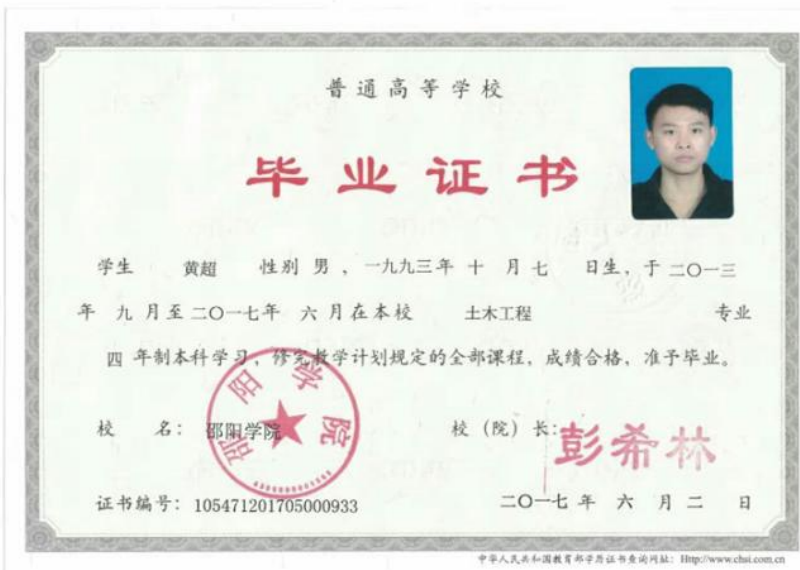 普通高等学校
毕业证书
学生 黄超 性别 男 ，一九九三年 十 月 七 日生，于 二〇一三
年 九 月至 二〇一七年 六 月在本校 土木工程 专业
四 年制本科学习，修完教学计划规定的全部课程，成绩合格，准予毕业。
校 名： 邵阳学院 校（院）长： 彭希林
邵阳学院
证书编号：105471201705000933 二〇一七 年 六 月 二 日
中华人民共和国教育部学历证书查询网址：Http://www.chsi.com.cn